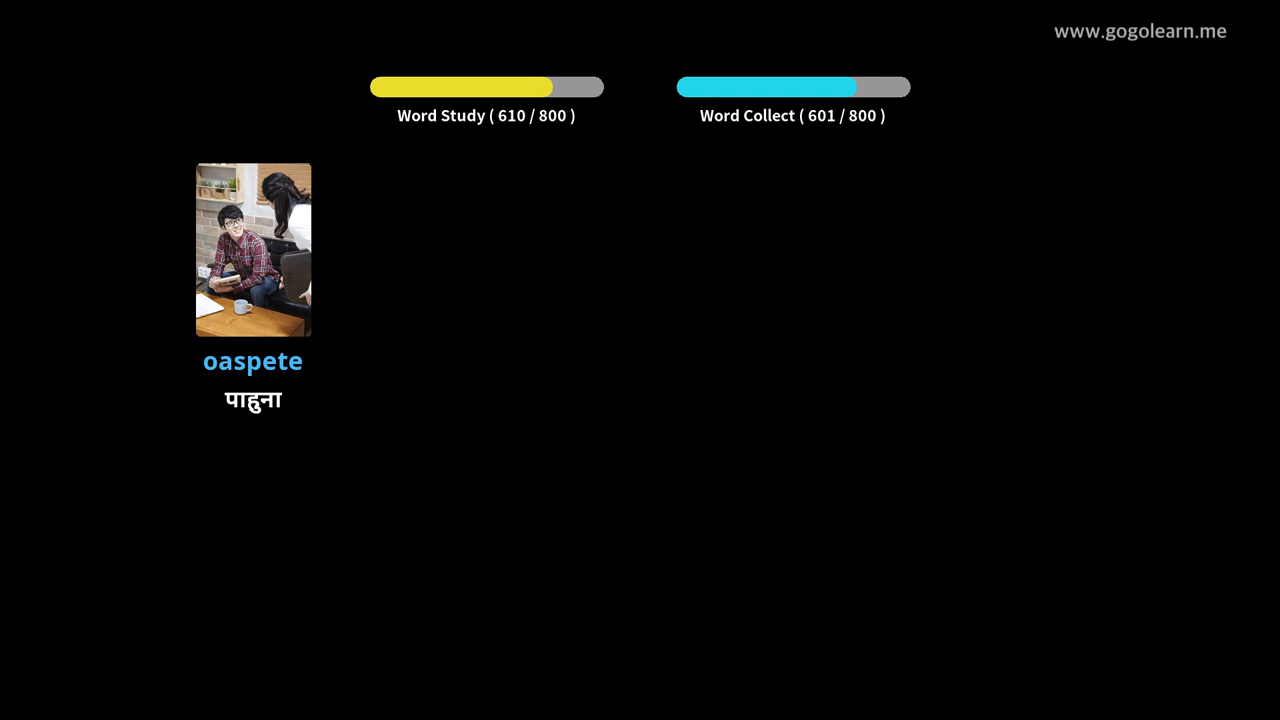 www.gogolearn.me
Word Study ( 610 / 800 )
Word Collect ( 601 / 800 )
oaspete
पाहुना